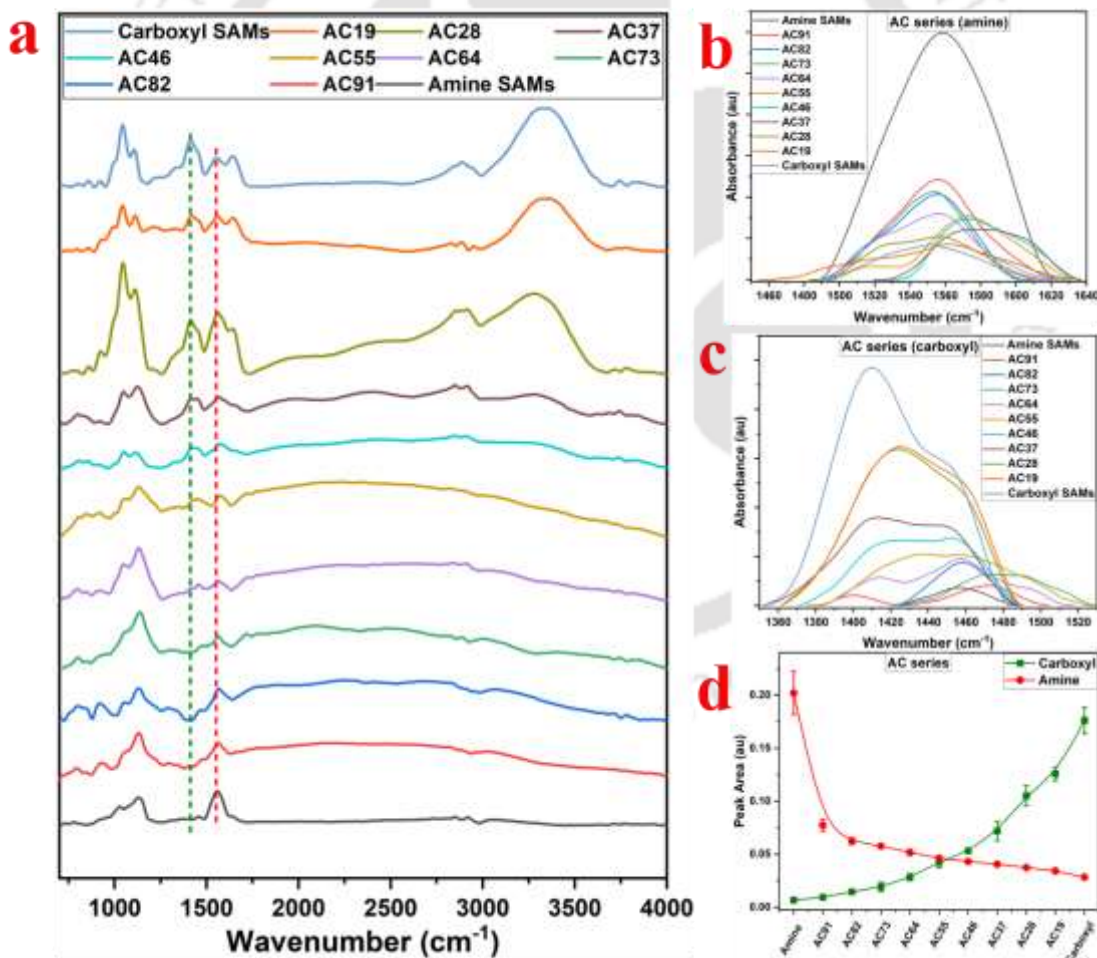 a
Carboxyl SAMs AC19 AC28 AC37
AC46 AC55 AC64 AC73
AC82 AC91 Amine SAMs
1000 1500 2000 2500 3000 3500 4000
Wavenumber (cm⁻¹)
b
AC series (amine)
Amine SAMs
AC91
AC82
AC73
AC64
AC55
AC46
AC37
AC28
AC19
Carboxyl SAMs
Absorbance (au)
1460 1480 1500 1520 1540 1560 1580 1600 1620 1640
Wavenumber (cm⁻¹)
c
AC series (carboxyl)
Amine SAMs
AC91
AC82
AC73
AC64
AC55
AC46
AC37
AC28
AC19
Carboxyl SAMs
Absorbance (au)
1360 1380 1400 1420 1440 1460 1480 1500 1520
Wavenumber (cm⁻¹)
d
AC series
Carboxyl
Amine
0.20
0.15
0.10
0.05
0.00
Peak Area (au)
Amine AC91 AC82 AC73 AC64 AC55 AC46 AC37 AC28 AC19 Carboxyl